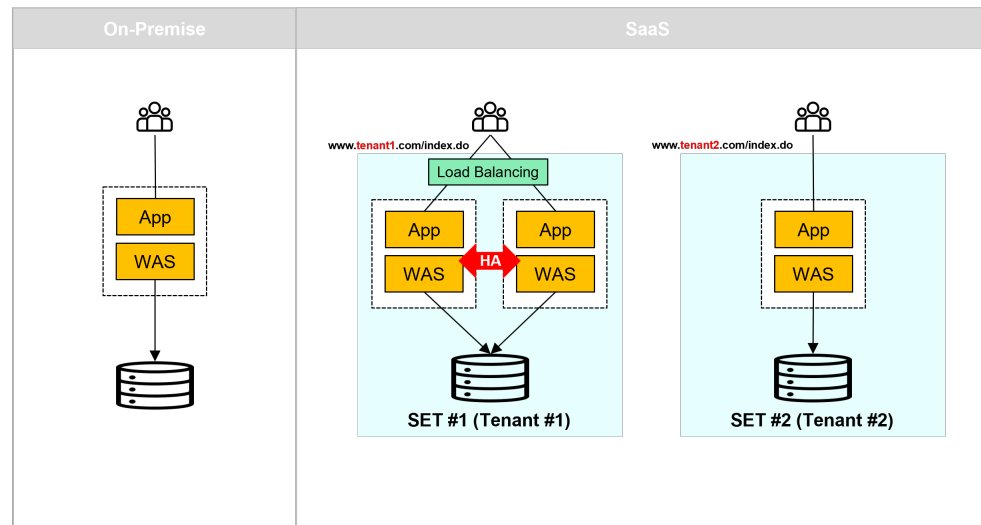 On-Premise
SaaS
www.tenant1.com/index.do
www.tenant2.com/index.do
Load Balancing
App
WAS
App
WAS
HA
App
WAS
App
WAS
SET #1 (Tenant #1)
SET #2 (Tenant #2)